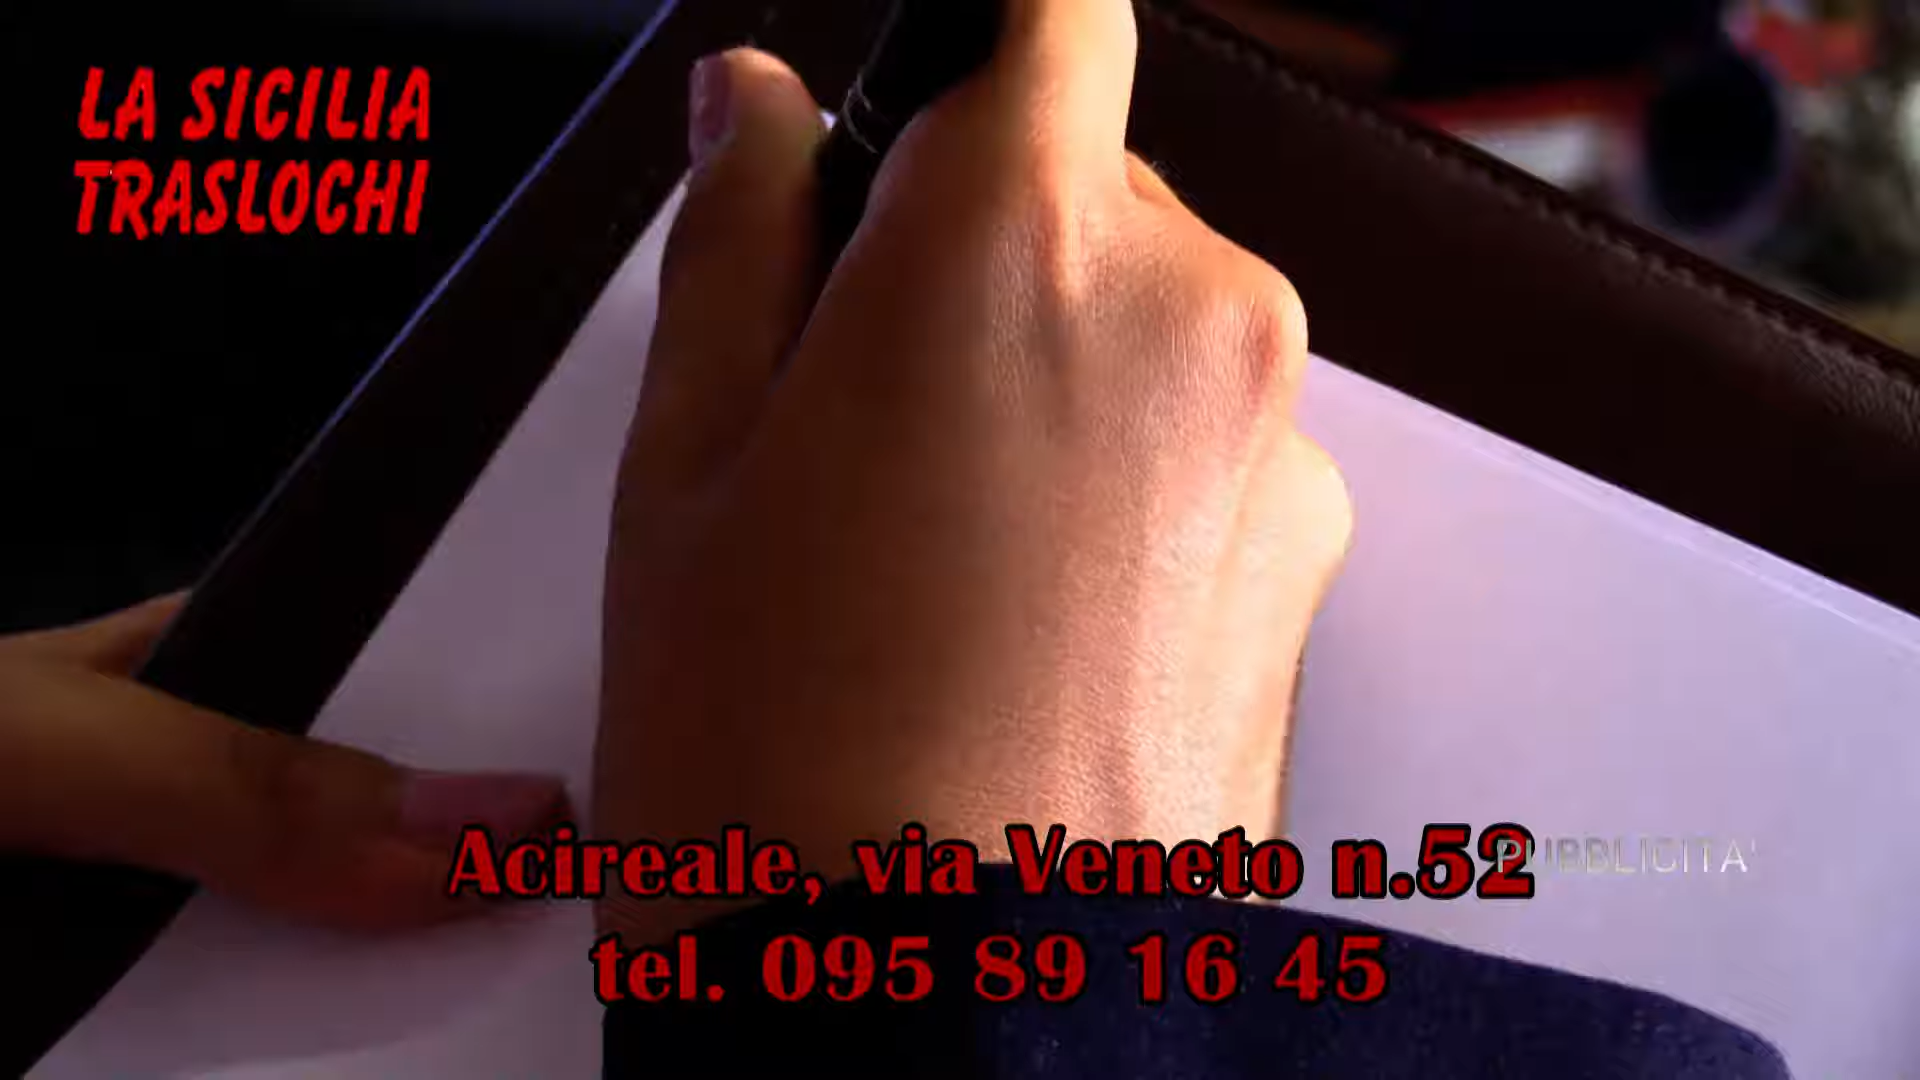 LA SICILIA
TRASLOCHI
Acireale, via Veneto n.52
PUBBLICITA'
tel. 095 89 16 45